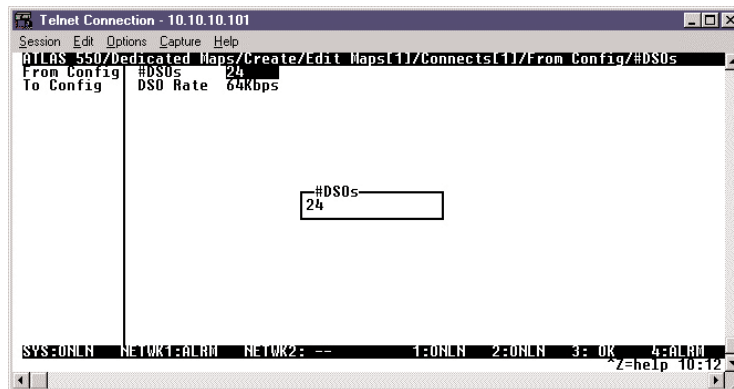 Telnet Connection - 10.10.10.101
Session Edit Options Capture Help
ATLAS 550/Dedicated Maps/Create/Edit Maps[1]/Connects[1]/From Config/#DS0s
From Config #DS0s 24
To Config DS0 Rate 64Kbps
#DS0s
24
SYS:ONLN NETWK1:ALRM NETWK2: -- 1:ONLN 2:ONLN 3: OK 4:ALRM
^Z=help 10:12